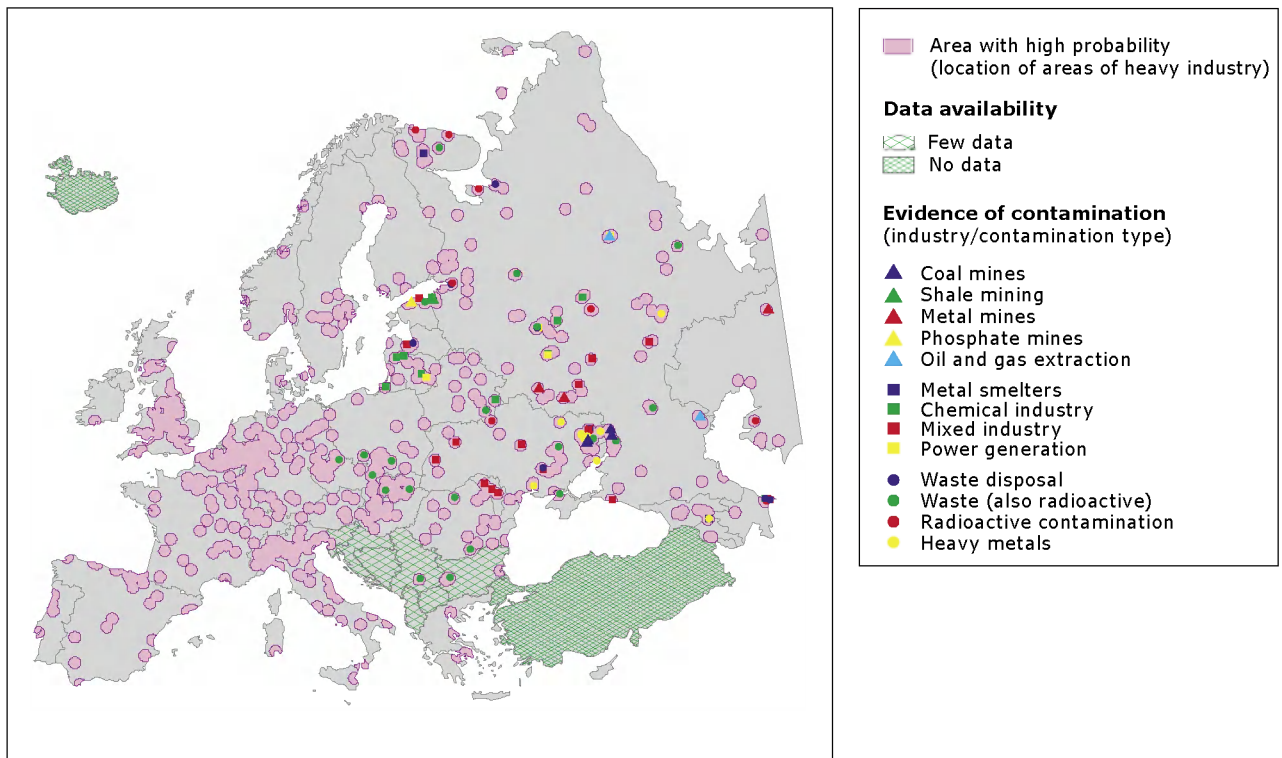 Area with high probability
(location of areas of heavy industry)
Data availability
Few data
No data
Evidence of contamination
(industry/contamination type)
Coal mines
Shale mining
Metal mines
Phosphate mines
Oil and gas extraction
Metal smelters
Chemical industry
Mixed industry
Power generation
Waste disposal
Waste (also radioactive)
Radioactive contamination
Heavy metals